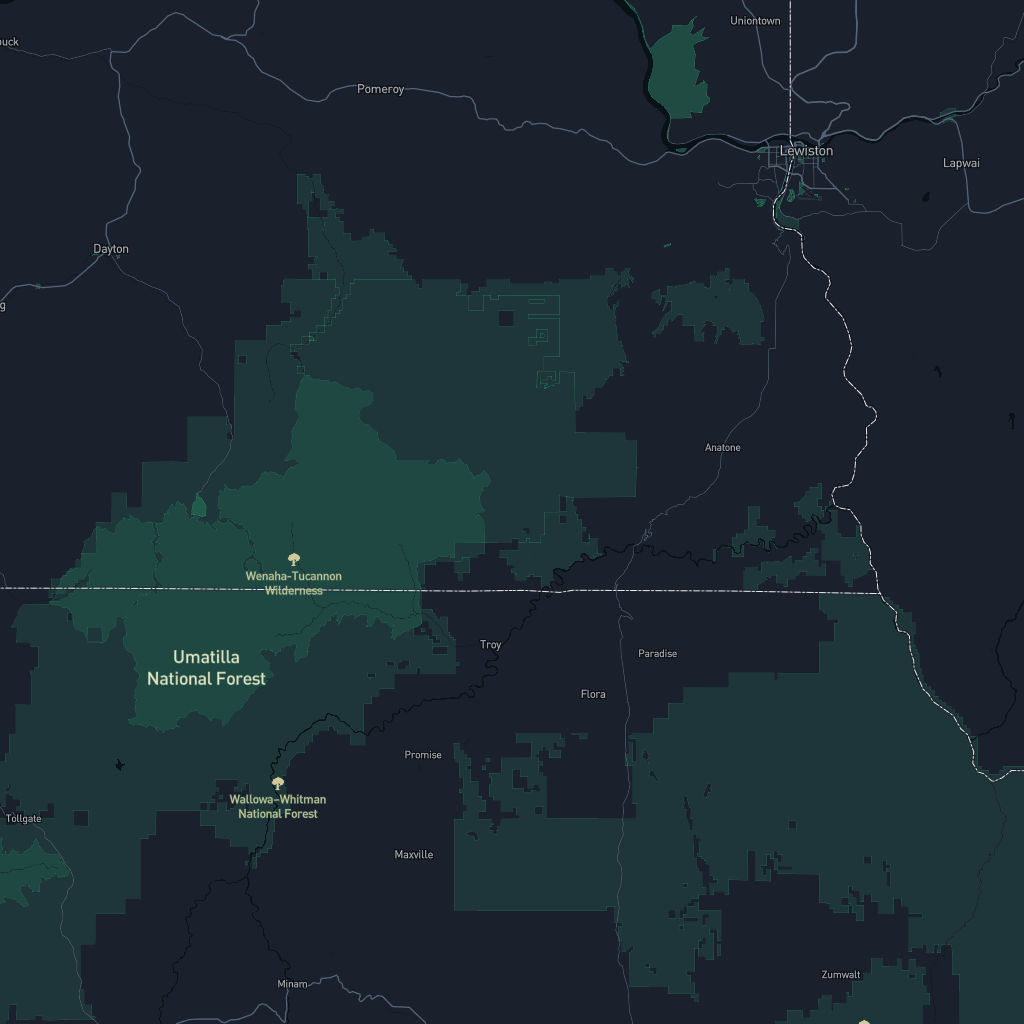 Uniontown
Pomeroy
Lewiston
Lapwai
Dayton
Anatone
Wenaha-Tucannon
Wilderness
Umatilla
National Forest
Troy
Paradise
Flora
Promise
Wallowa-Whitman
National Forest
Tollgate
Maxville
Zumwalt
Minam